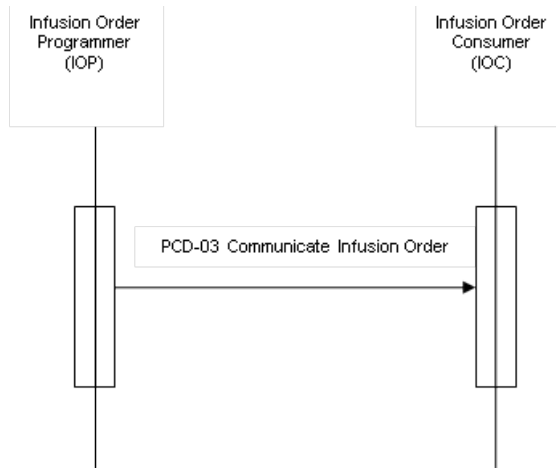 Infusion Order
Programmer
(IOP)
Infusion Order
Consumer
(IOC)
PCD-03 Communicate Infusion Order